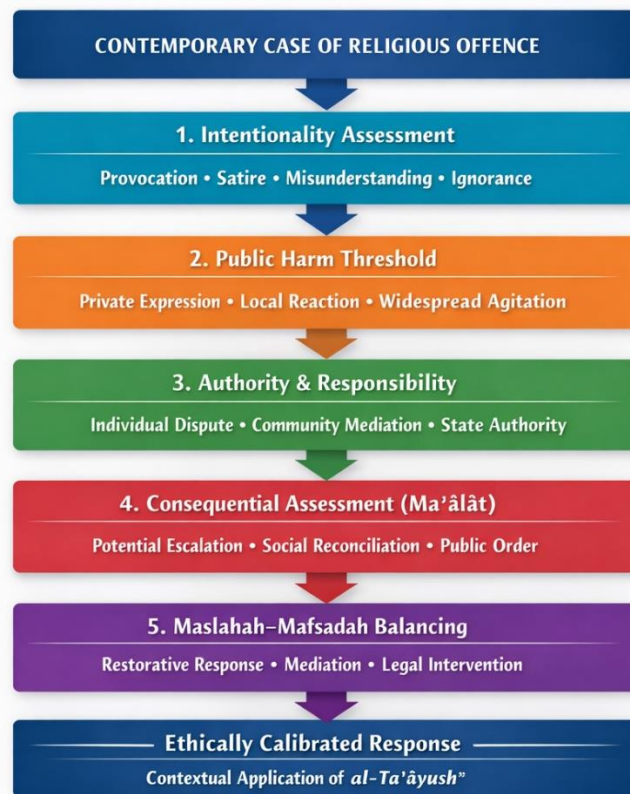 CONTEMPORARY CASE OF RELIGIOUS OFFENCE
1. Intentionality Assessment
Provocation • Satire • Misunderstanding • Ignorance
2. Public Harm Threshold
Private Expression • Local Reaction • Widespread Agitation
3. Authority & Responsibility
Individual Dispute • Community Mediation • State Authority
4. Consequential Assessment (Ma’âlât)
Potential Escalation • Social Reconciliation • Public Order
5. Maslahah–Mafsadah Balancing
Restorative Response • Mediation • Legal Intervention
Ethically Calibrated Response
Contextual Application of al-Ta’âyush”